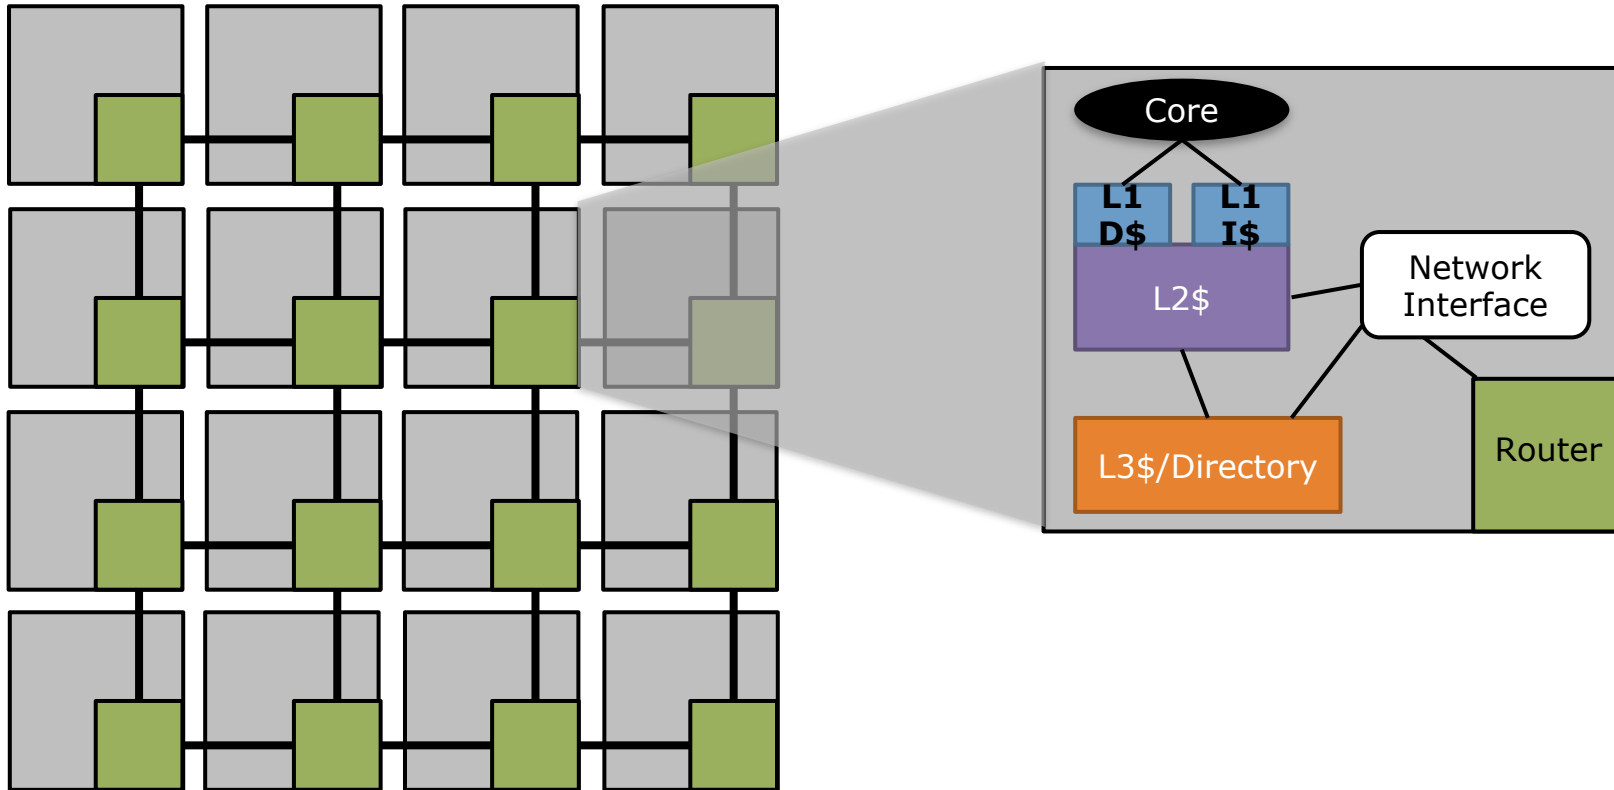 Core
L1
D$
L1
I$
L2$
Network
Interface
L3$/Directory
Router